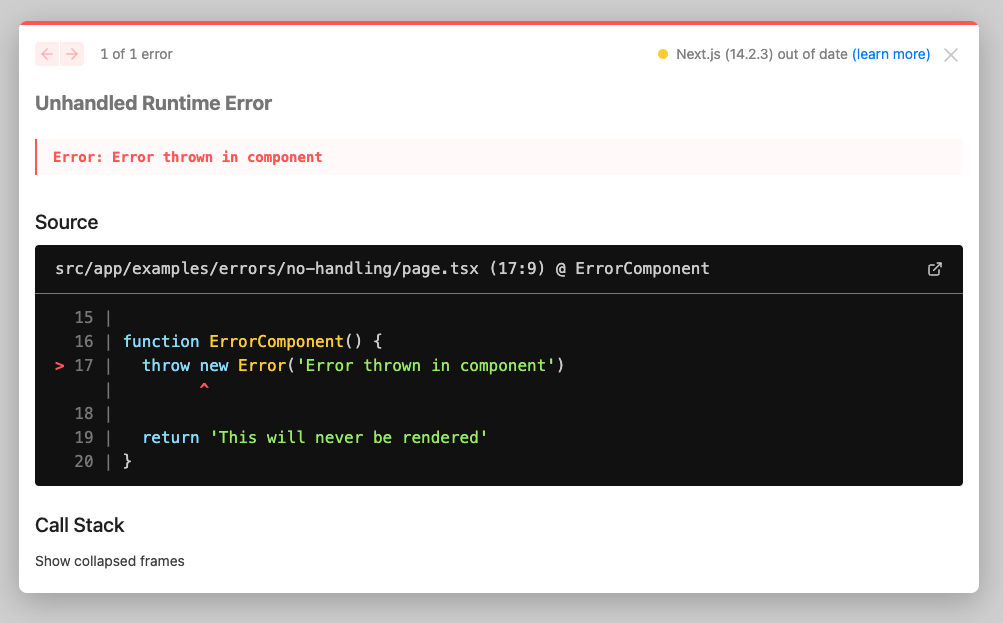 1 of 1 error
Next.js (14.2.3) out of date (learn more)
Unhandled Runtime Error
Error: Error thrown in component
Source
src/app/examples/errors/no-handling/page.tsx (17:9) @ ErrorComponent
15 |
16 | function ErrorComponent() {
> 17 |   throw new Error('Error thrown in component')
|         ^
18 |
19 |   return 'This will never be rendered'
20 | }
Call Stack
Show collapsed frames